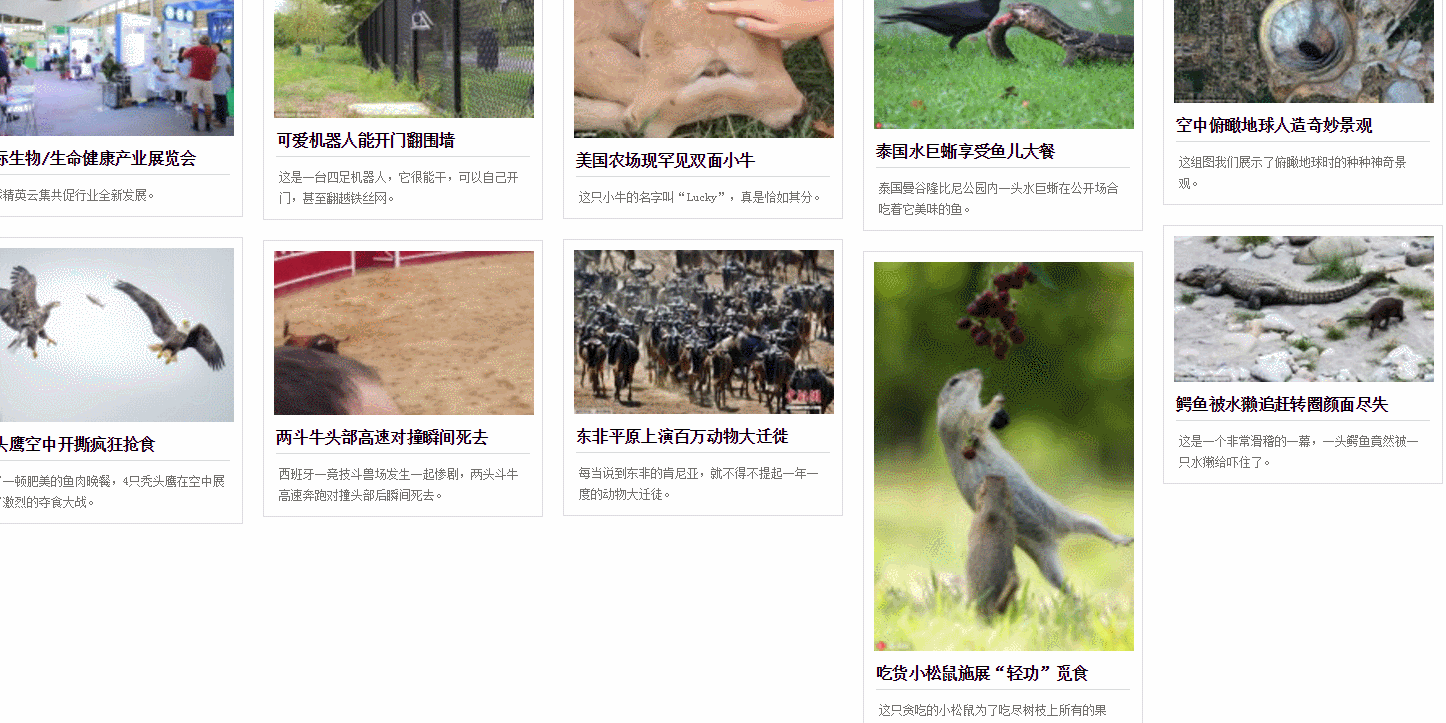 际生物/生命健康产业展览会
球精英云集共促行业全新发展。
可爱机器人能开门翻围墙
这是一台四足机器人，它很能干，可以自己开
门，甚至翻越铁丝网。
美国农场现罕见双面小牛
这只小牛的名字叫“Lucky”，真是恰如其分。
泰国水巨蜥享受鱼儿大餐
泰国曼谷隆比尼公园内一头水巨蜥在公开场合
吃着它美味的鱼。
空中俯瞰地球人造奇妙景观
这组图我们展示了俯瞰地球时的种种神奇景
观。
头鹰空中开撕疯狂抢食
了一顿肥美的鱼肉晚餐，4只秃头鹰在空中展
了激烈的夺食大战。
两斗牛头部高速对撞瞬间死去
西班牙一竞技斗兽场发生一起惨剧，两头斗牛
高速奔跑对撞头部后瞬间死去。
东非平原上演百万动物大迁徙
每当说到东非的肯尼亚，就不得不提起一年一
度的动物大迁徙。
吃货小松鼠施展“轻功”觅食
这只贪吃的小松鼠为了吃尽树枝上所有的果
鳄鱼被水獭追赶转圈颜面尽失
这是一个非常滑稽的一幕，一头鳄鱼竟然被一
只水獭给吓住了。